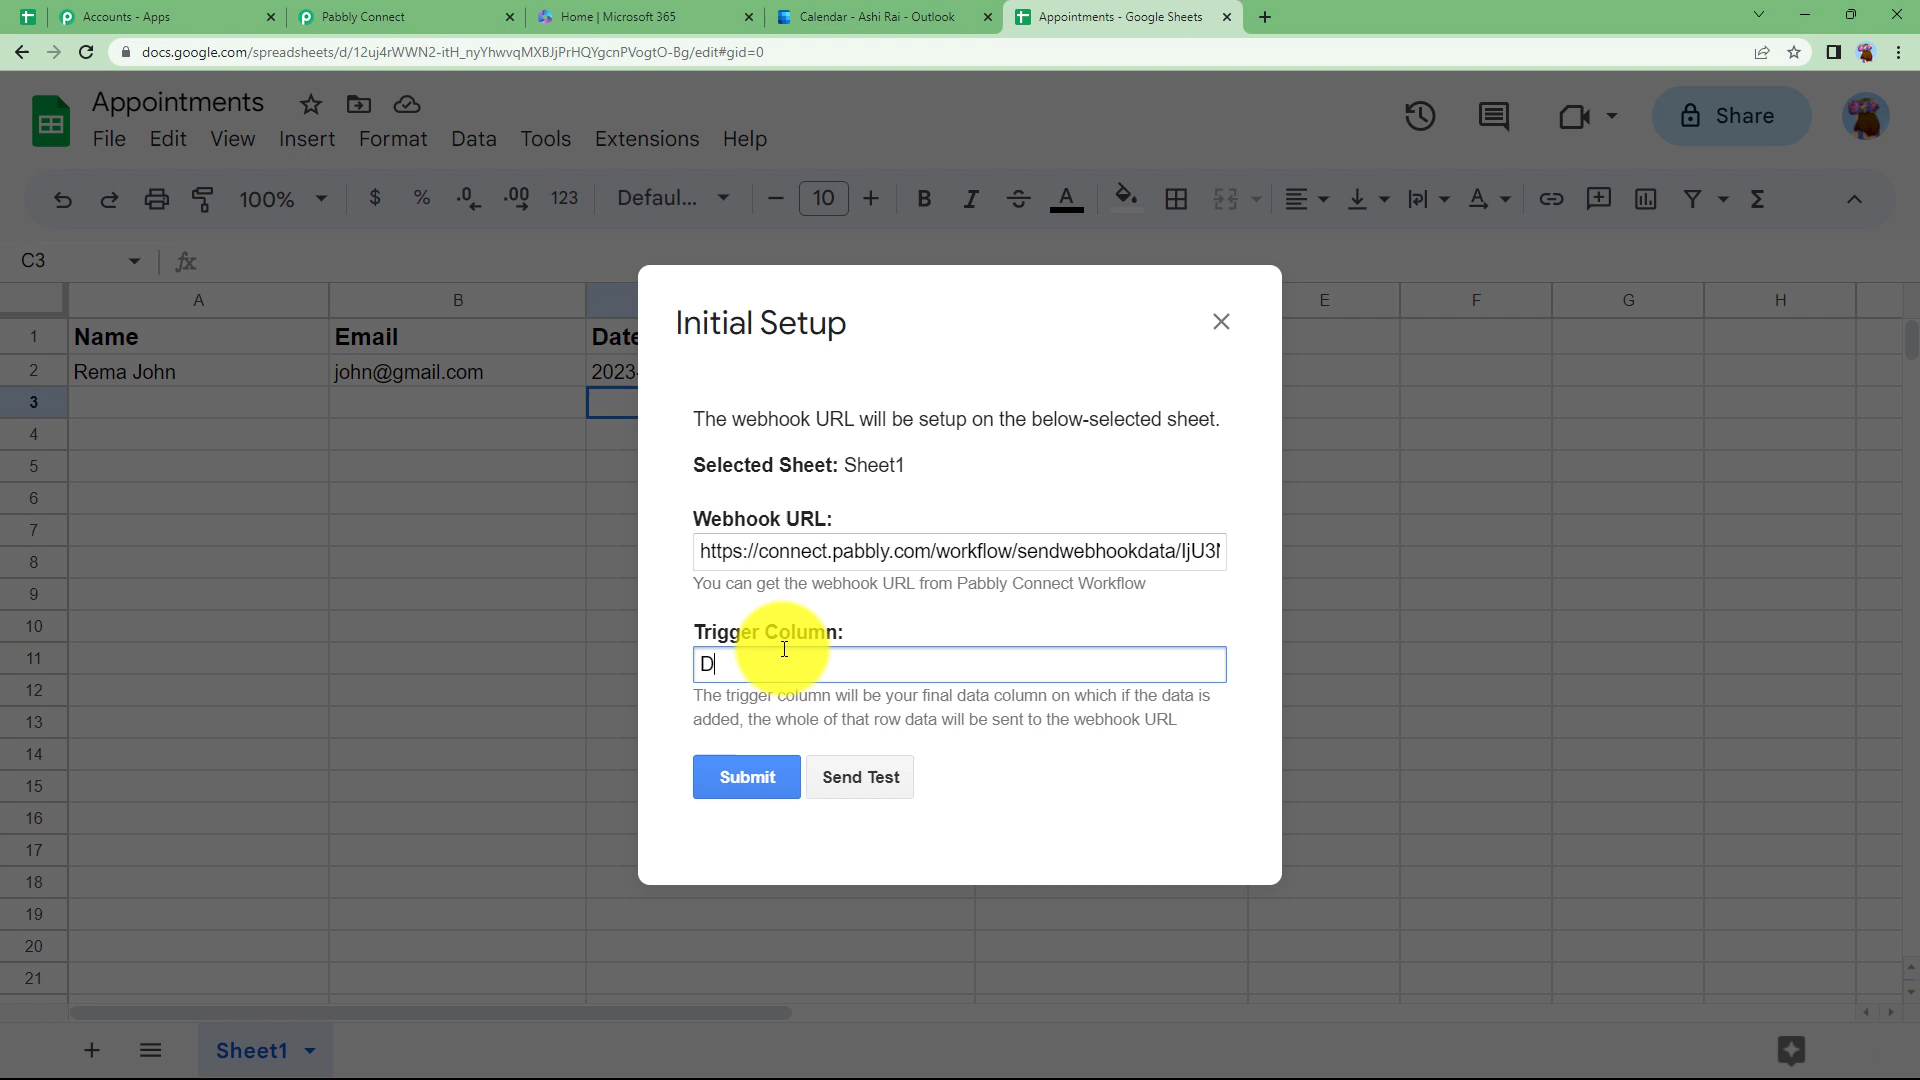 Accounts - Apps
Pabbly Connect
Home | Microsoft 365
Calendar - Ashi Rai - Outlook
Appointments - Google Sheets
docs.google.com/spreadsheets/d/12uj4rWWN2-itH_nyYhwvqMXBJjPrHQYgcnPVogtO-Bg/edit#gid=0
Appointments
File Edit View Insert Format Data Tools Extensions Help
Share
100% $ % .0 .00 123 Defaul... 10 B I S A
C3 fx
A B E F G H
1 Name Email Date
2 Rema John john@gmail.com 2023-
3
4
5
6
7
8
9
10
11
12
13
14
15
16
17
18
19
20
21
Initial Setup
The webhook URL will be setup on the below-selected sheet.
Selected Sheet: Sheet1
Webhook URL:
https://connect.pabbly.com/workflow/sendwebhookdata/IjU3
You can get the webhook URL from Pabbly Connect Workflow
Trigger Column:
D
The trigger column will be your final data column on which if the data is
added, the whole of that row data will be sent to the webhook URL
Submit Send Test
Sheet1